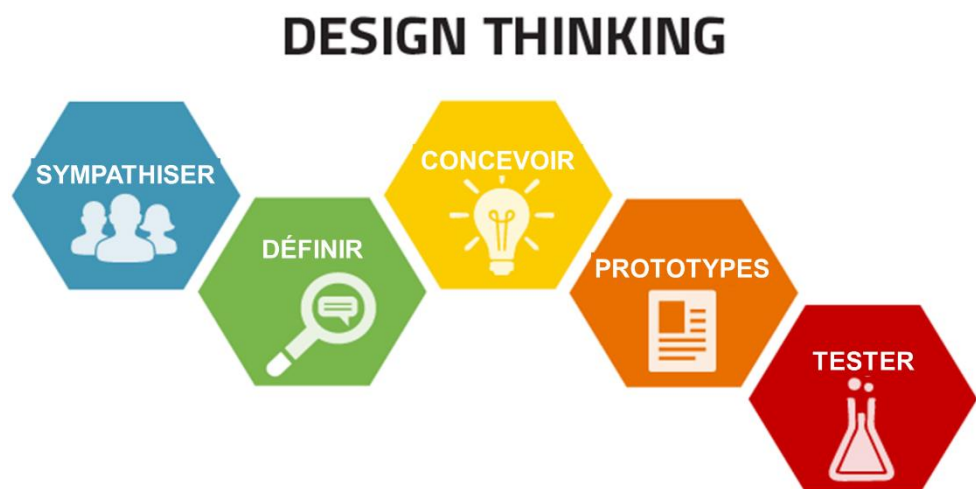 DESIGN THINKING
SYMPATHISER
DÉFINIR
CONCEVOIR
PROTOTYPES
TESTER